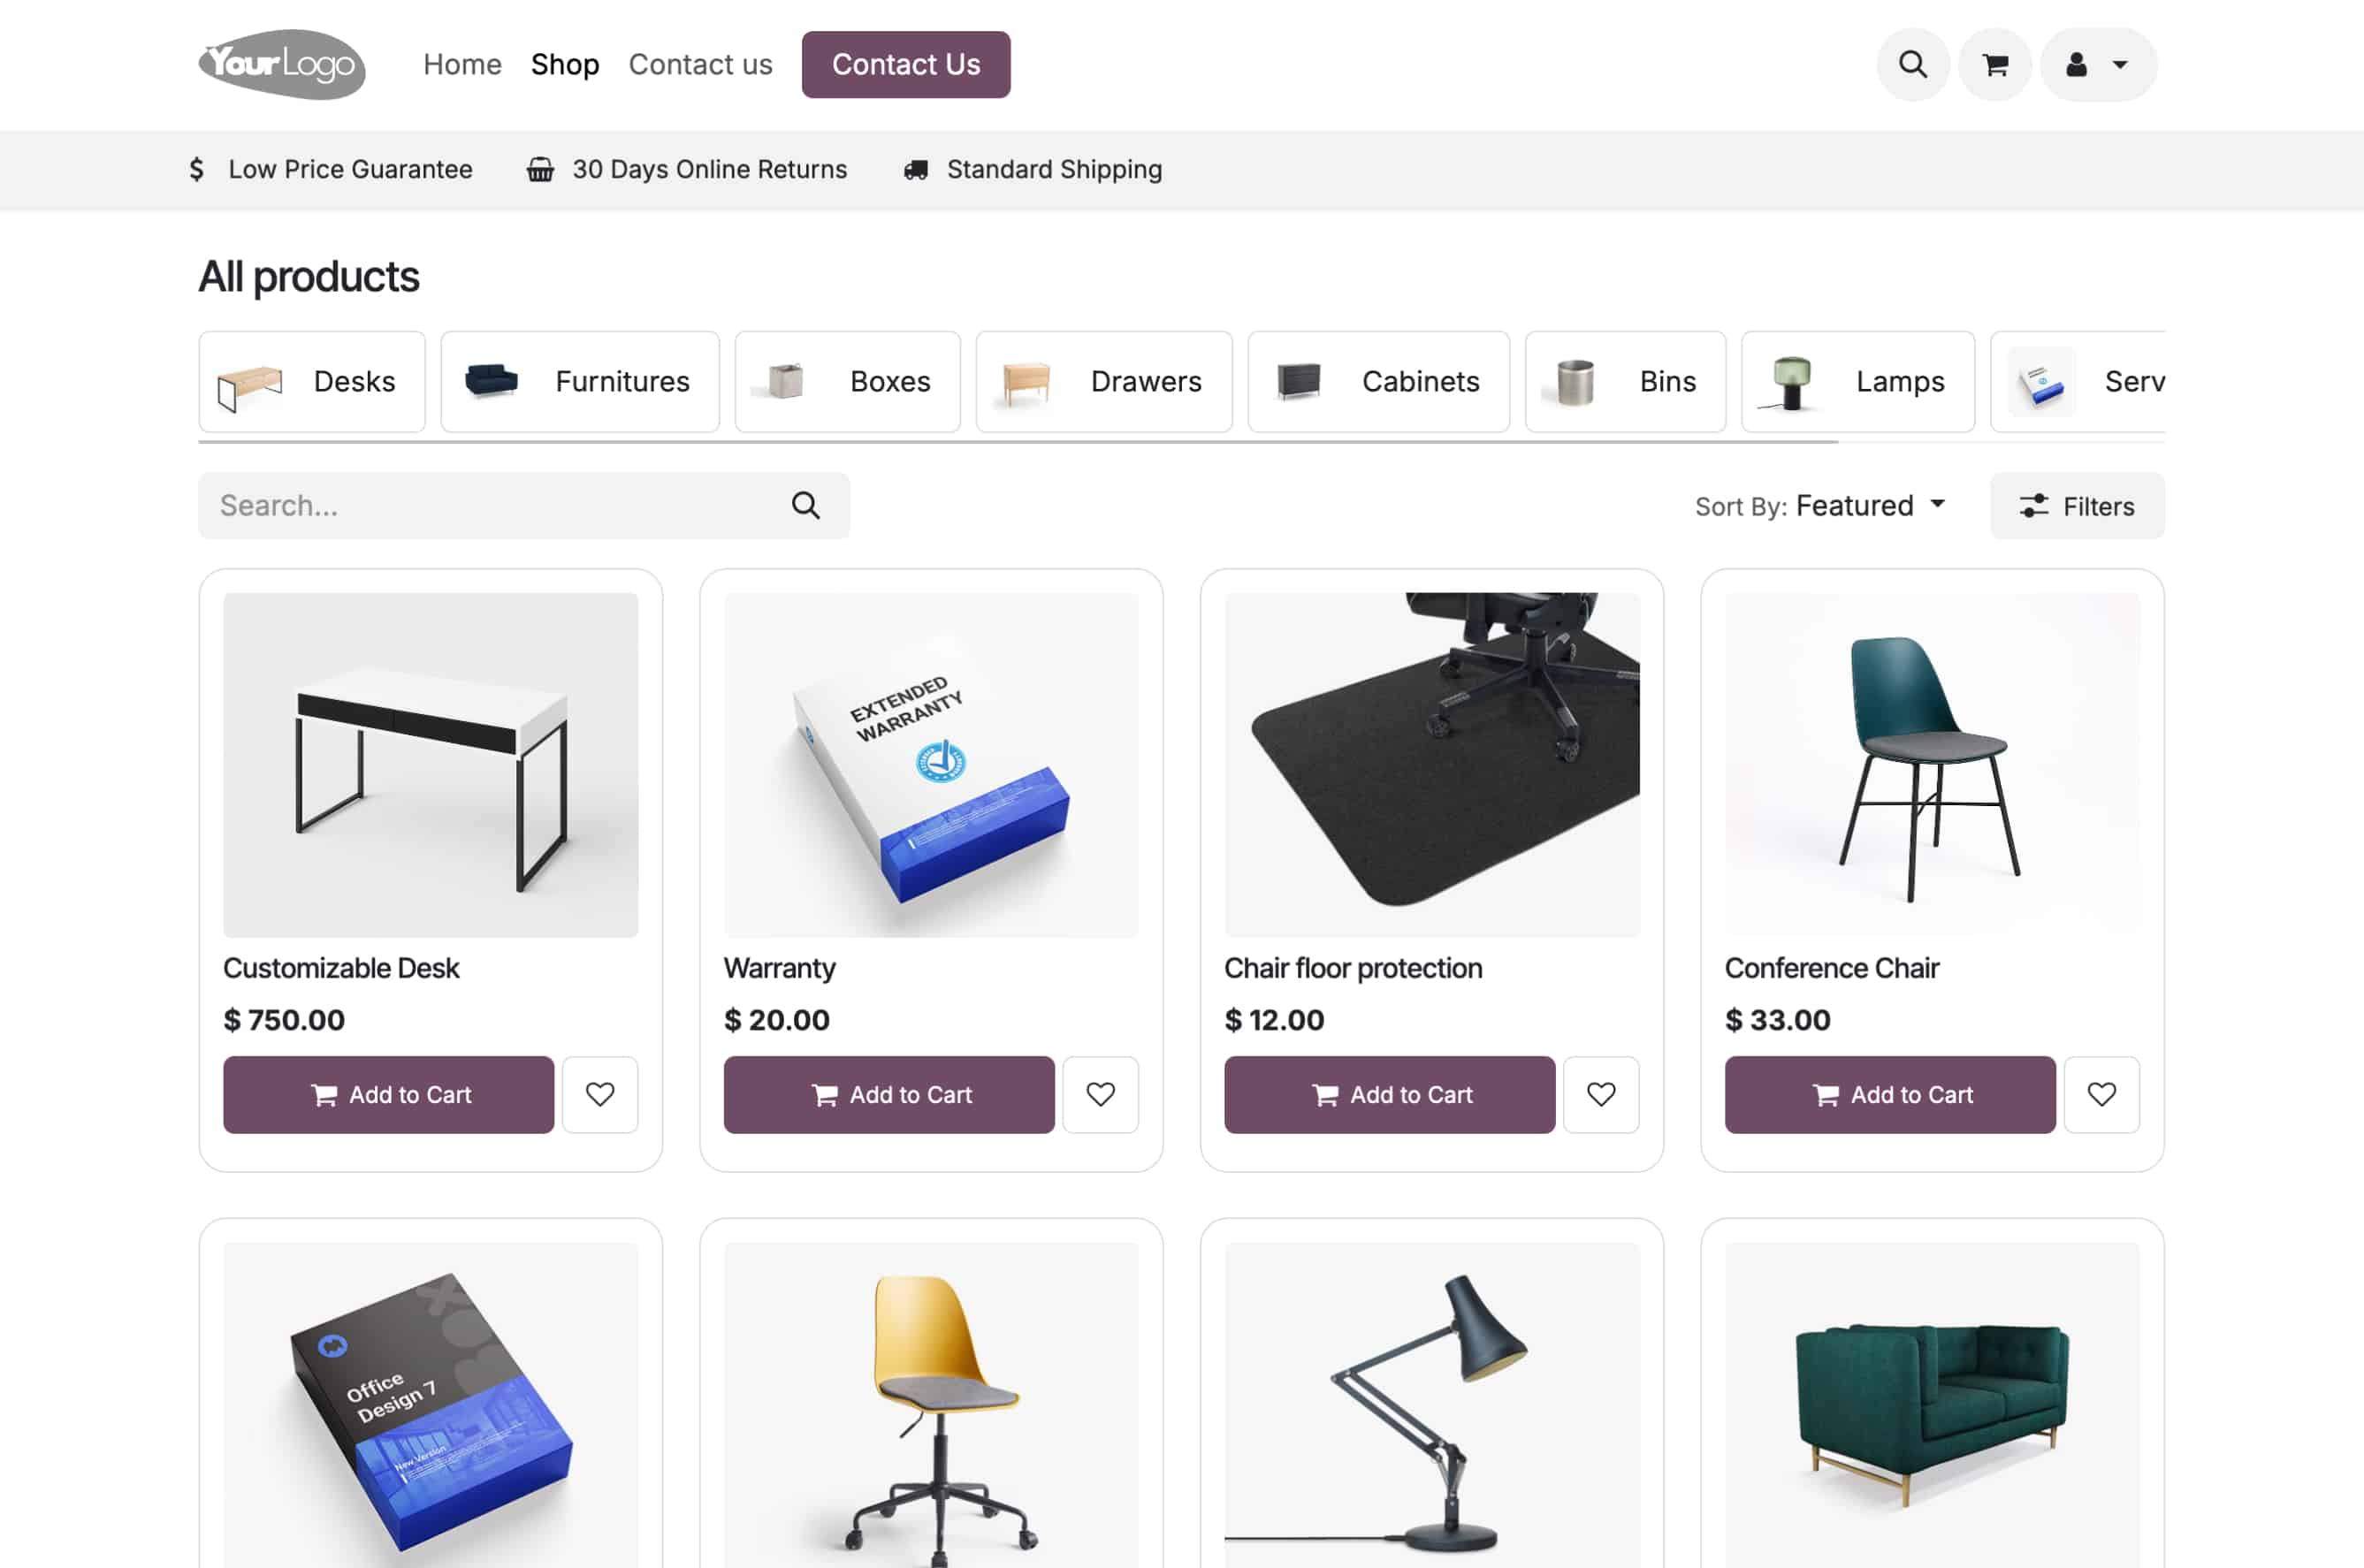 YourLogo
Home Shop Contact us Contact Us
Low Price Guarantee 30 Days Online Returns Standard Shipping
All products
Desks Furnitures Boxes Drawers Cabinets Bins Lamps Serv
Search...
Sort By: Featured Filters
EXTENDED
WARRANTY
Customizable Desk Warranty Chair floor protection Conference Chair
$ 750.00 $ 20.00 $ 12.00 $ 33.00
Add to Cart Add to Cart Add to Cart Add to Cart
Office
Design 7
New Version